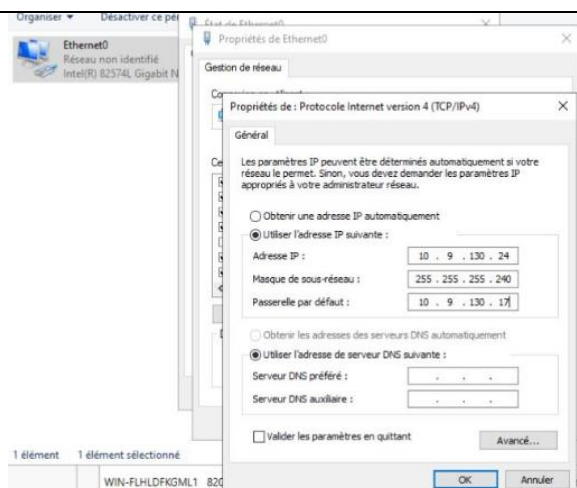 Organiser ▼ Désactiver ce pé
État de Ethernet0
Ethernet0
Réseau non identifié
Intel(R) 82574L Gigabit N
Propriétés de Ethernet0
Gestion de réseau
Propriétés de : Protocole Internet version 4 (TCP/IPv4)
Général
Les paramètres IP peuvent être déterminés automatiquement si votre
réseau le permet. Sinon, vous devez demander les paramètres IP
appropriés à votre administrateur réseau.
Obtenir une adresse IP automatiquement
Utiliser l'adresse IP suivante :
Adresse IP : 10 . 9 . 130 . 24
Masque de sous-réseau : 255 . 255 . 255 . 240
Passerelle par défaut : 10 . 9 . 130 . 17
Obtenir les adresses des serveurs DNS automatiquement
Utiliser l'adresse de serveur DNS suivante :
Serveur DNS préféré : . . .
Serveur DNS auxiliaire : . . .
Valider les paramètres en quittant
Avancé...
OK Annuler
1 élément 1 élément sélectionné
WIN-FLHLDFKGML1 820